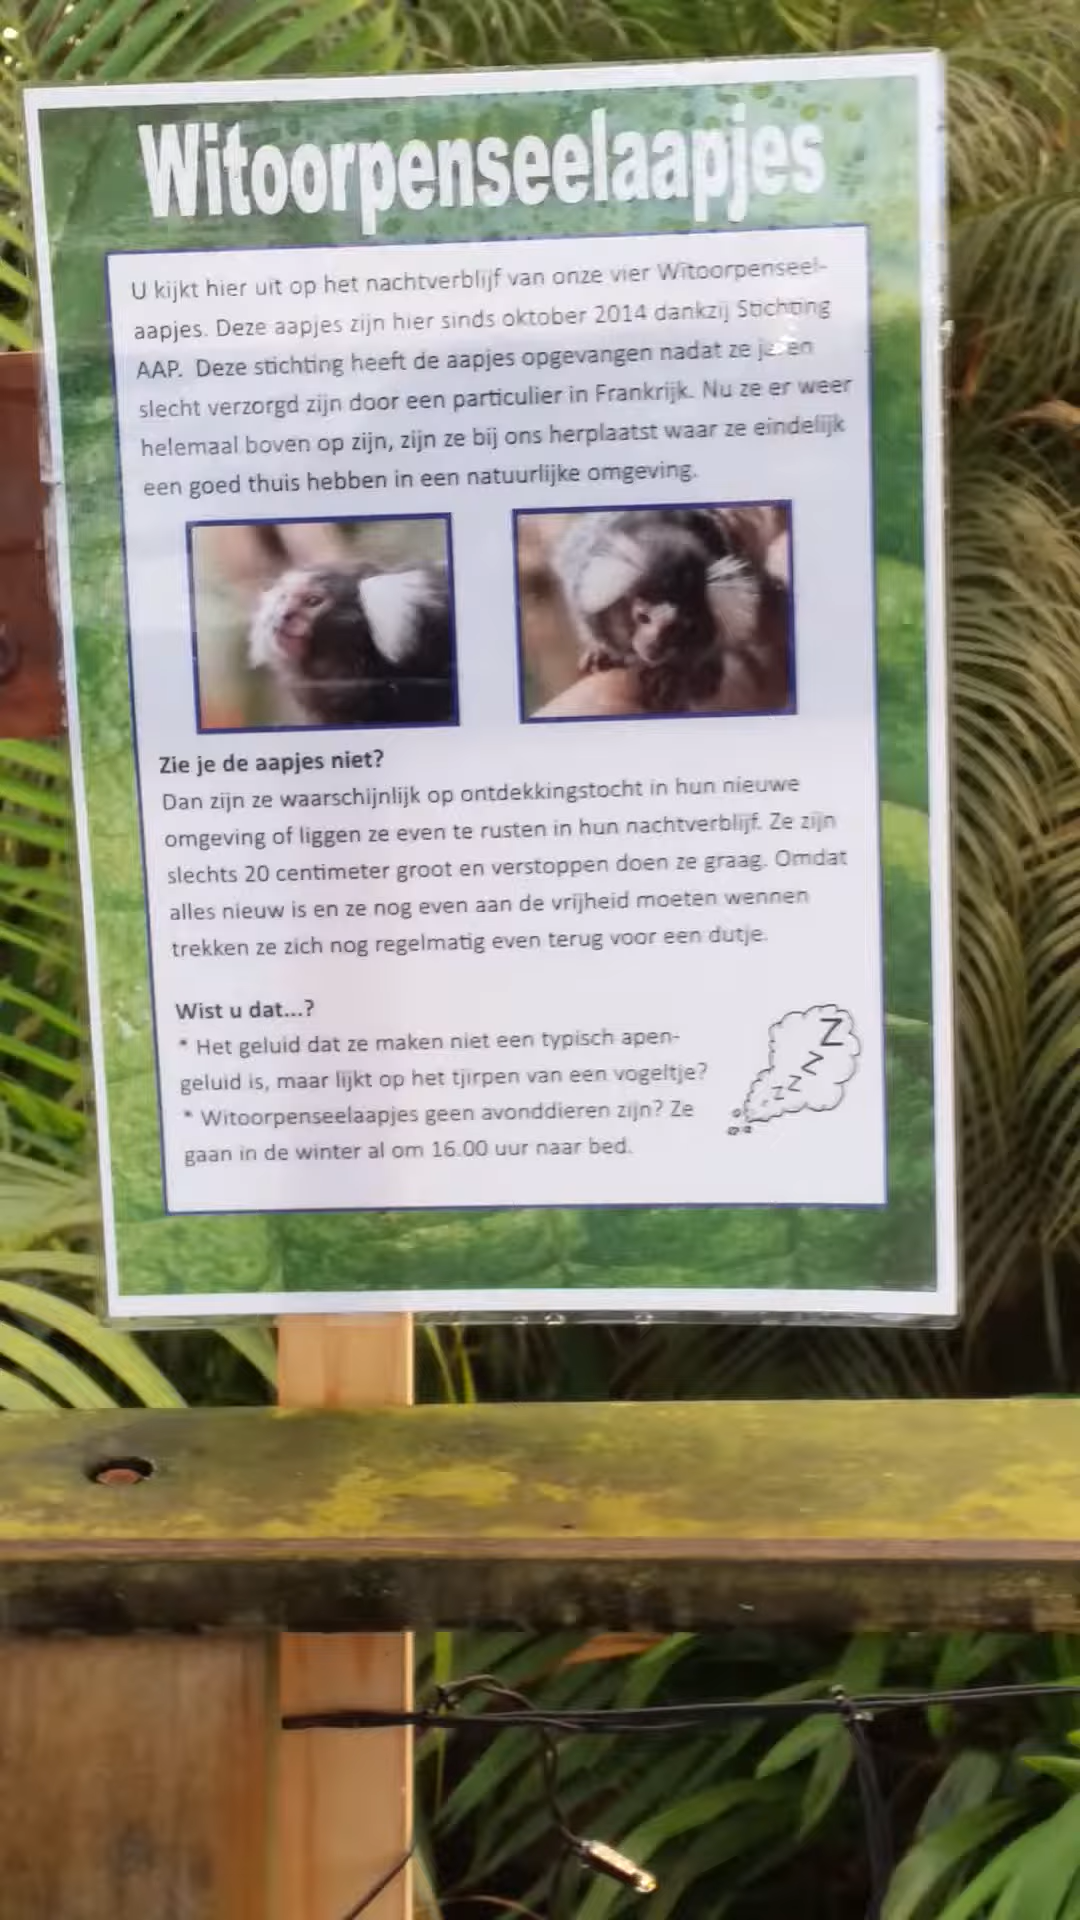 Witoorpenseelaapjes
U kijkt hier uit op het nachtverblijf van onze vier Witoorpenseel-
aapjes. Deze aapjes zijn hier sinds oktober 2014 dankzij Stichting
AAP. Deze stichting heeft de aapjes opgevangen nadat ze jaren
slecht verzorgd zijn door een particulier in Frankrijk. Nu ze er weer
helemaal boven op zijn, zijn ze bij ons herplaatst waar ze eindelijk
een goed thuis hebben in een natuurlijke omgeving.
Zie je de aapjes niet?
Dan zijn ze waarschijnlijk op ontdekkingstocht in hun nieuwe
omgeving of liggen ze even te rusten in hun nachtverblijf. Ze zijn
slechts 20 centimeter groot en verstoppen doen ze graag. Omdat
alles nieuw is en ze nog even aan de vrijheid moeten wennen
trekken ze zich nog regelmatig even terug voor een dutje.
Wist u dat...?
* Het geluid dat ze maken niet een typisch apen-
geluid is, maar lijkt op het tjirpen van een vogeltje?
* Witoorpenseelaapjes geen avonddieren zijn? Ze
gaan in de winter al om 16.00 uur naar bed.
Z
Z
Z
Z